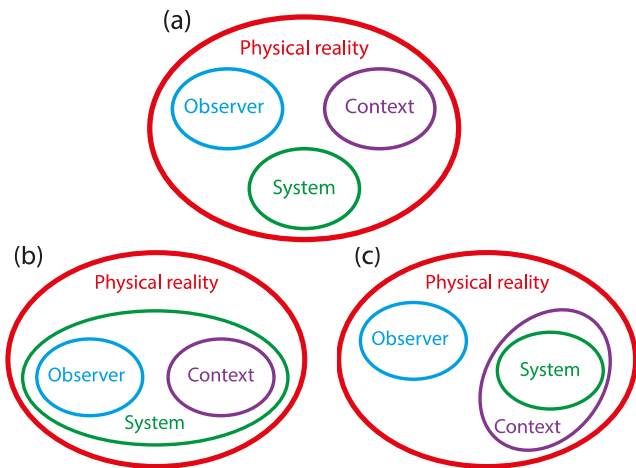 (a)
Physical reality
Observer
Context
System
(b)
Physical reality
Observer
Context
System
(c)
Physical reality
Observer
System
Context